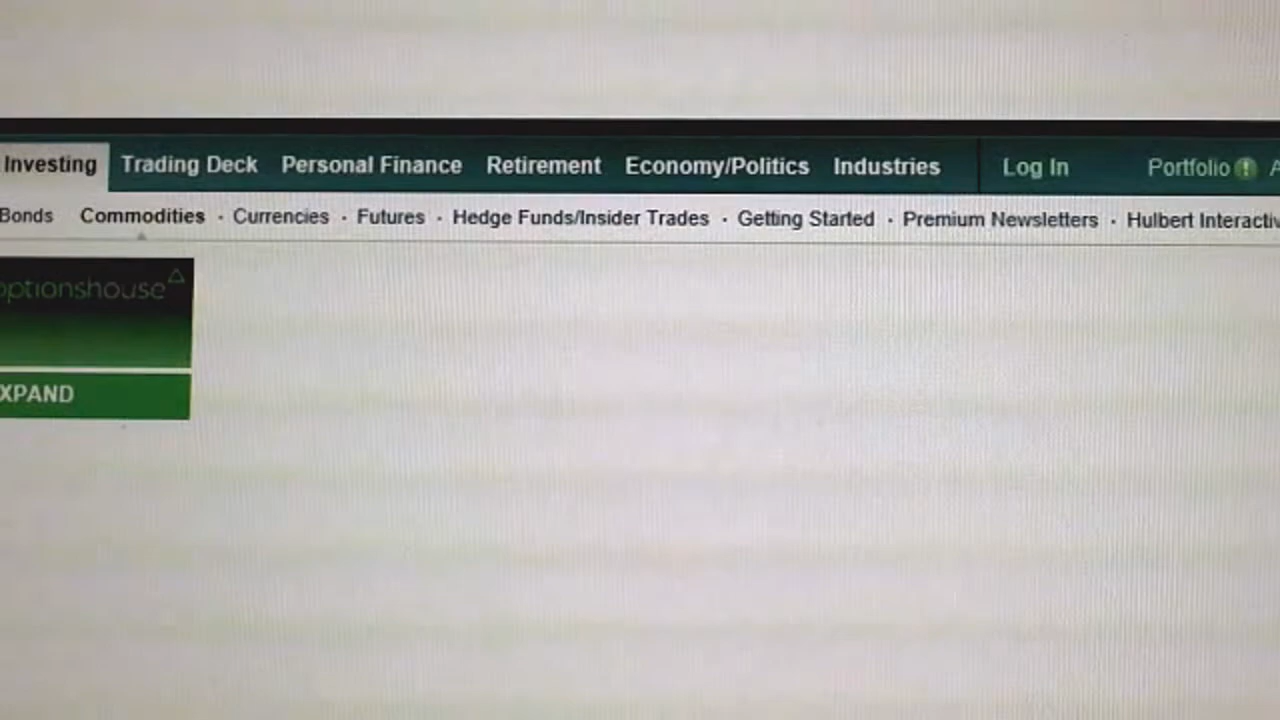 Investing Trading Deck Personal Finance Retirement Economy/Politics Industries Log In Portfolio ! A
Bonds Commodities · Currencies · Futures · Hedge Funds/Insider Trades · Getting Started · Premium Newsletters · Hulbert Interactiv
optionshouse
XPAND